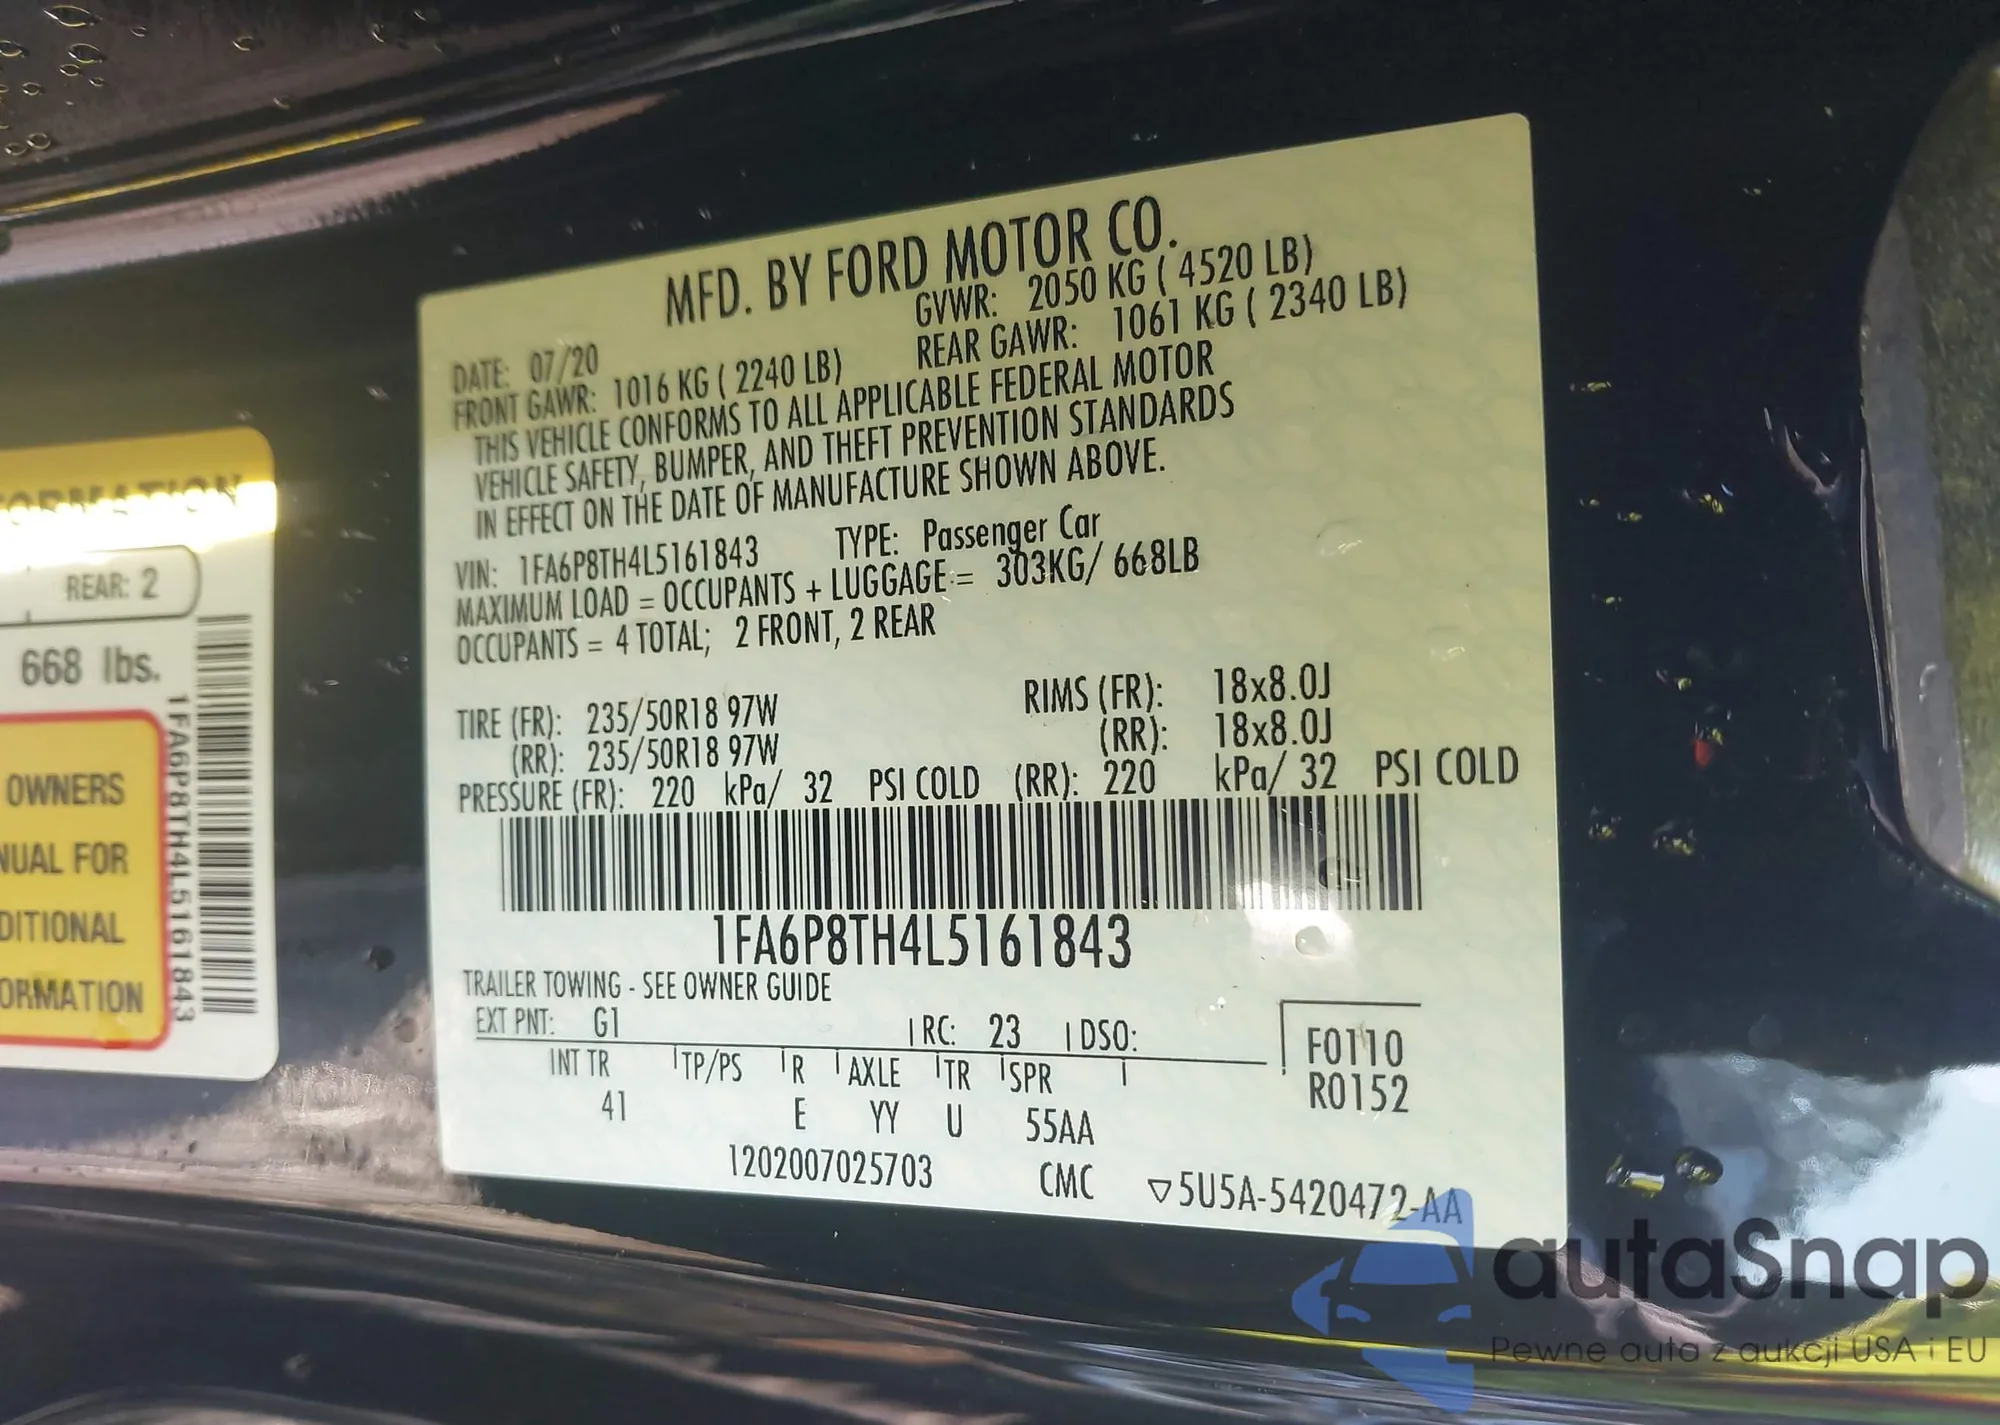 MFD. BY FORD MOTOR CO.
DATE: 07/20 GVWR: 2050 KG ( 4520 LB)
FRONT GAWR: 1016 KG ( 2240 LB) REAR GAWR: 1061 KG ( 2340 LB)
THIS VEHICLE CONFORMS TO ALL APPLICABLE FEDERAL MOTOR
VEHICLE SAFETY, BUMPER, AND THEFT PREVENTION STANDARDS
IN EFFECT ON THE DATE OF MANUFACTURE SHOWN ABOVE.
VIN: 1FA6P8TH4L5161843 TYPE: Passenger Car
MAXIMUM LOAD = OCCUPANTS + LUGGAGE = 303KG/ 668LB
OCCUPANTS = 4 TOTAL; 2 FRONT, 2 REAR
TIRE (FR): 235/50R18 97W RIMS (FR): 18x8.0J
(RR): 235/50R18 97W (RR): 18x8.0J
PRESSURE (FR): 220 kPa/ 32 PSI COLD (RR): 220 kPa/ 32 PSI COLD
1FA6P8TH4L5161843
TRAILER TOWING - SEE OWNER GUIDE
EXT PNT: G1 RC: 23 DSO:
F0110
R0152
INT TR TP/PS R AXLE TR SPR
41 E YY U 55AA
1202007025703 CMC ▽5U5A-5420472-AA
ORMATION
REAR: 2
668 lbs.
OWNERS
NUAL FOR
DITIONAL
ORMATION
1FA6P8TH4L5161843
autaSnap
Pewne auta z aukcji USA i EU